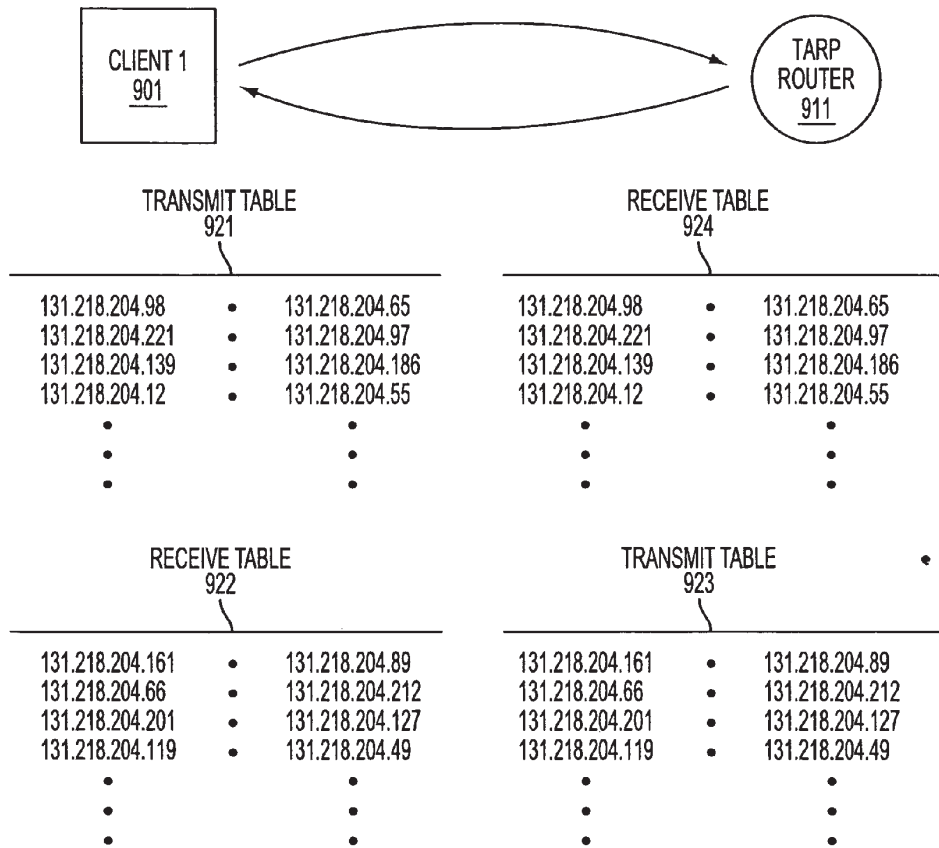 CLIENT 1
901
TARP
ROUTER
911
TRANSMIT TABLE
921
131.218.204.98 • 131.218.204.65
131.218.204.221 • 131.218.204.97
131.218.204.139 • 131.218.204.186
131.218.204.12 • 131.218.204.55
RECEIVE TABLE
924
131.218.204.98 • 131.218.204.65
131.218.204.221 • 131.218.204.97
131.218.204.139 • 131.218.204.186
131.218.204.12 • 131.218.204.55
RECEIVE TABLE
922
131.218.204.161 • 131.218.204.89
131.218.204.66 • 131.218.204.212
131.218.204.201 • 131.218.204.127
131.218.204.119 • 131.218.204.49
TRANSMIT TABLE
923
131.218.204.161 • 131.218.204.89
131.218.204.66 • 131.218.204.212
131.218.204.201 • 131.218.204.127
131.218.204.119 • 131.218.204.49